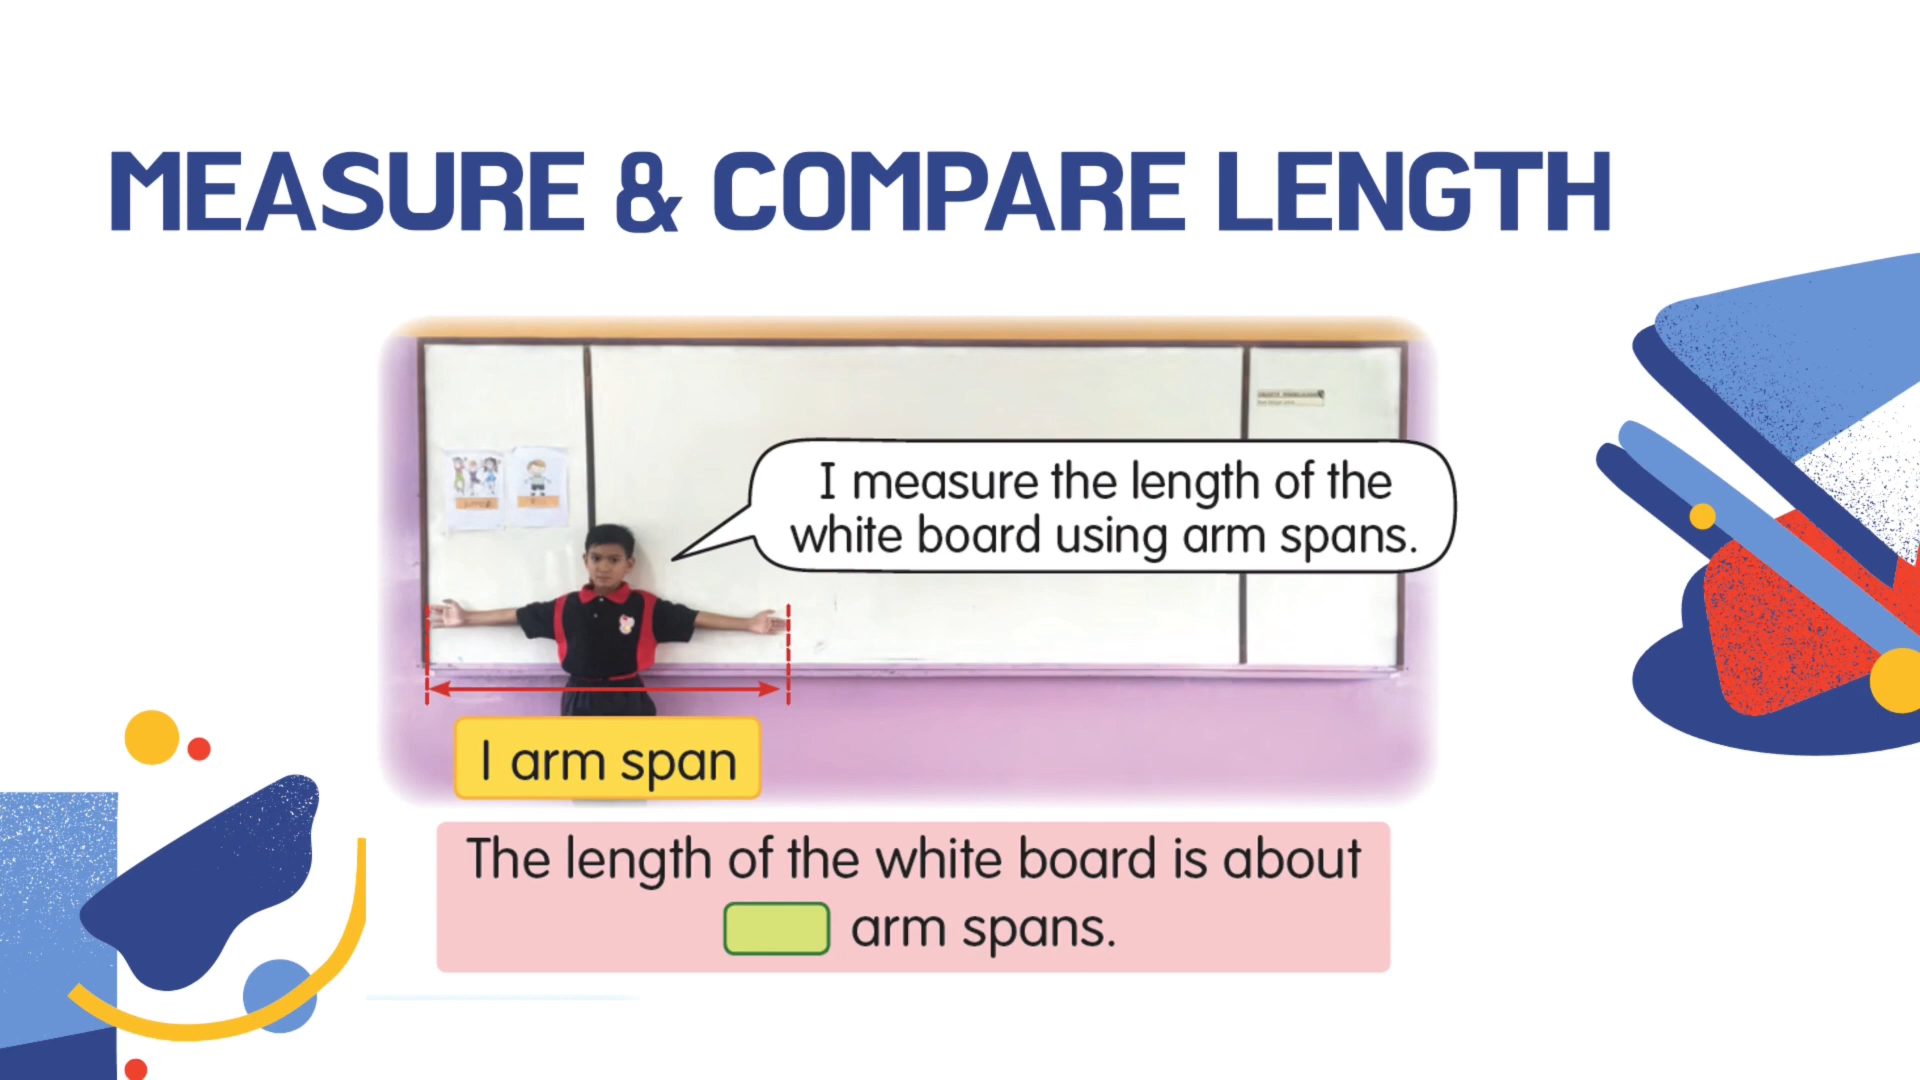 MEASURE & COMPARE LENGTH
I measure the length of the
white board using arm spans.
1 arm span
The length of the white board is about
arm spans.